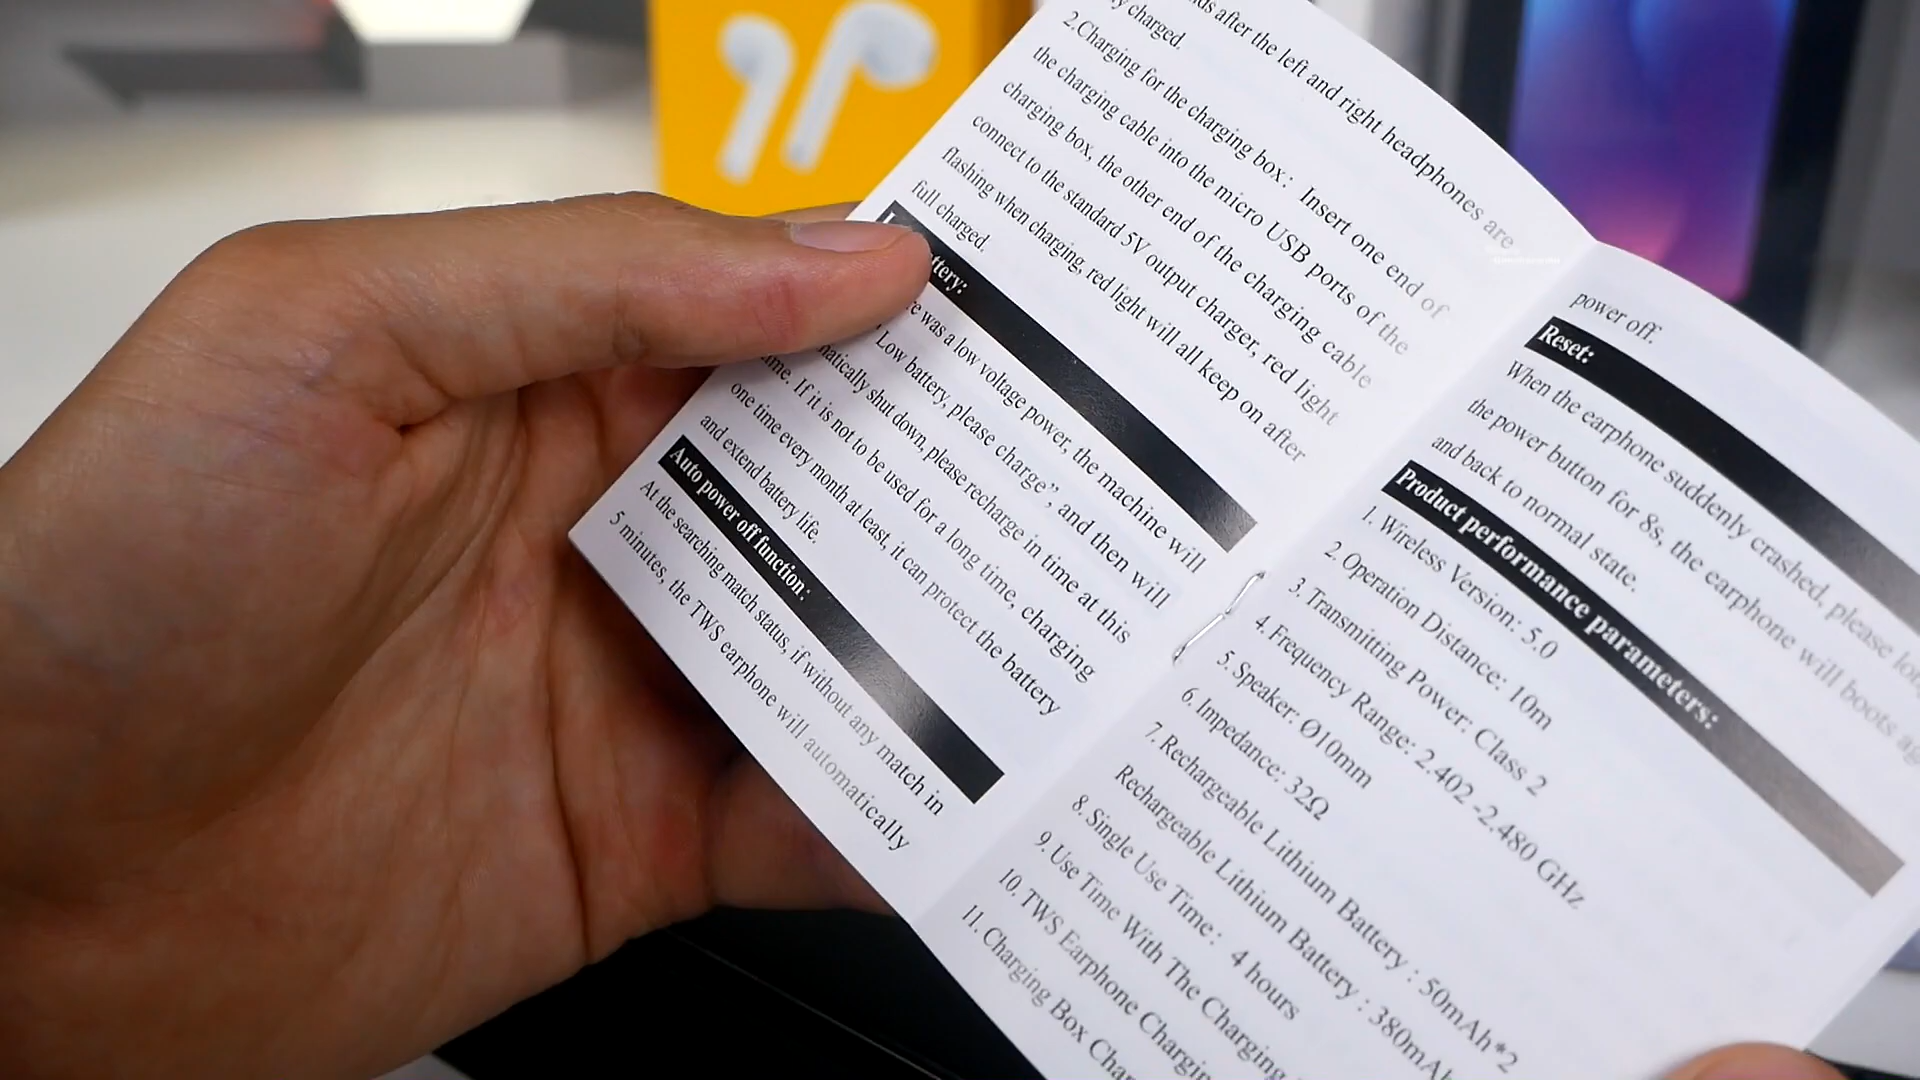 after the left and right headphones are
charged.
2.Charging for the charging box: Insert one end of
the charging cable into the micro USB ports of the
charging box, the other end of the charging cable
connect to the standard 5V output charger, red light
flashing when charging, red light will all keep on after
full charged.
was a low voltage power, the machine will
Low battery, please charge”, and then will
shut down, please recharge in time at this
If it is not to be used for a long time, charging
one time every month at least, it can protect the battery
and extend battery life.
Auto power off function:
At the searching match status, if without any match in
5 minutes, the TWS earphone will automatically
power off.
Reset:
When the earphone suddenly crashed, please
the power button for 8s, the earphone will boots
and back to normal state.
Product performance parameters:
1. Wireless Version: 5.0
2. Operation Distance: 10m
3. Transmitting Power: Class 2
4. Frequency Range: 2.402 -2.480 GHz
5. Speaker: Ø10mm
6. Impedance: 32Ω
7. Rechargeable Lithium Battery : 50mAh*2
Rechargeable Lithium Battery : 380mAh
8. Single Use Time: 4 hours
9. Use Time With The Charging
10. TWS Earphone
11. Charging Box